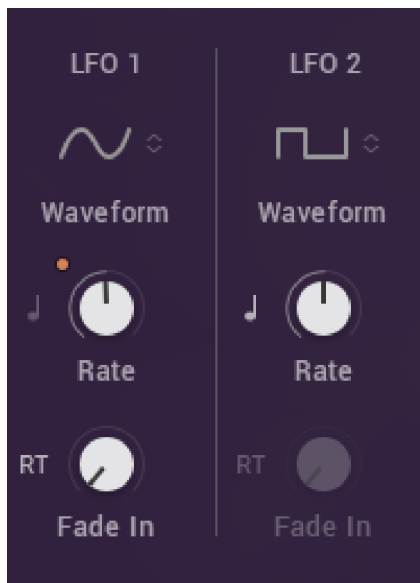 LFO 1
Waveform
Rate
RT
Fade In
LFO 2
Waveform
Rate
RT
Fade In